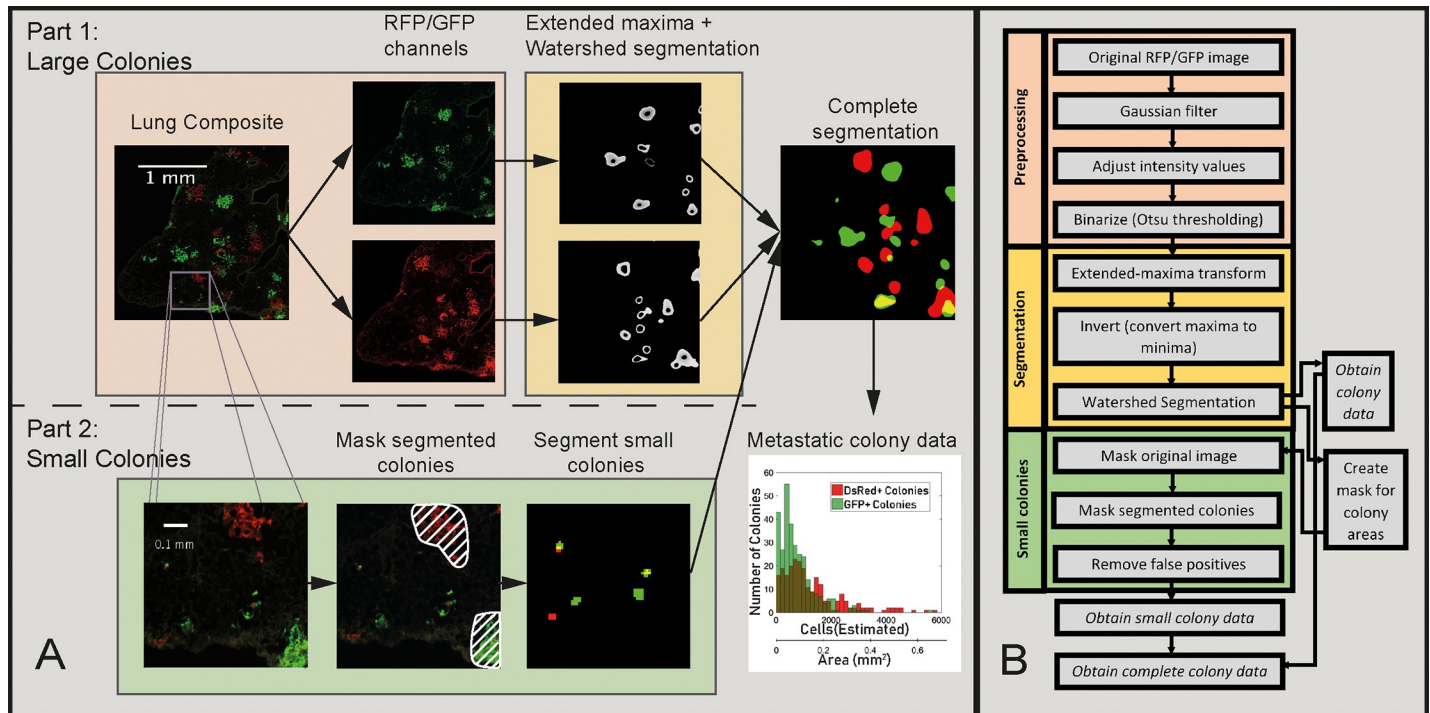 Part 1:
Large Colonies
RFP/GFP
channels
Extended maxima +
Watershed segmentation
Lung Composite
1 mm
Complete
segmentation
Part 2:
Small Colonies
Mask segmented
colonies
Segment small
colonies
0.1 mm
Metastatic colony data
Number of Colonies
60
50
40
30
20
10
0
DsRed+ Colonies
GFP+ Colonies
0 2000 4000 6000
Cells(Estimated)
0 0.2 0.4 0.6
Area (mm²)
A
Preprocessing
Original RFP/GFP image
Gaussian filter
Adjust intensity values
Binarize (Otsu thresholding)
Segmentation
Extended-maxima transform
Invert (convert maxima to
minima)
Watershed Segmentation
Obtain
colony
data
Small colonies
Mask original image
Mask segmented colonies
Remove false positives
Create
mask for
colony
areas
Obtain small colony data
Obtain complete colony data
B